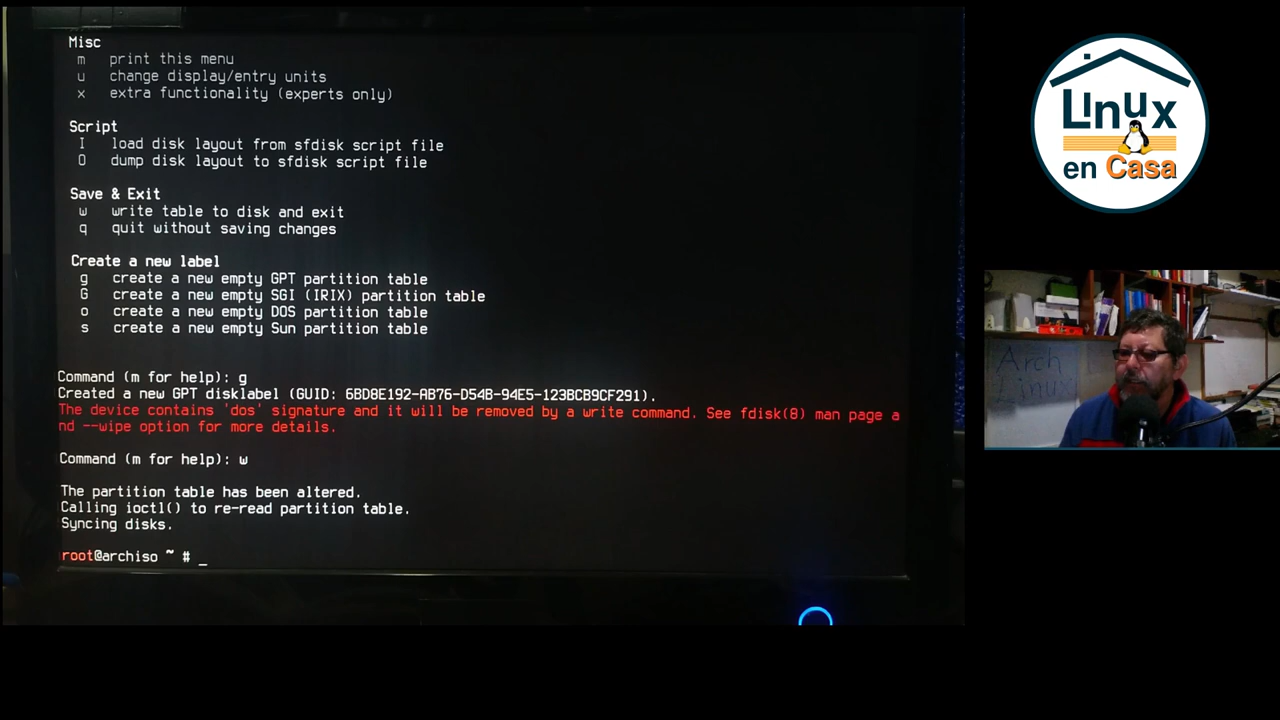 Misc
m print this menu
u change display/entry units
x extra functionality (experts only)
Script
I load disk layout from sfdisk script file
O dump disk layout to sfdisk script file
Save & Exit
w write table to disk and exit
q quit without saving changes
Create a new label
g create a new empty GPT partition table
G create a new empty SGI (IRIX) partition table
o create a new empty DOS partition table
s create a new empty Sun partition table
Command (m for help): g
Created a new GPT disklabel (GUID: 6BD8E192-AB76-D54B-94E5-123BCB9CF291).
The device contains 'dos' signature and it will be removed by a write command. See fdisk(8) man page a
nd --wipe option for more details.
Command (m for help): w
The partition table has been altered.
Calling ioctl() to re-read partition table.
Syncing disks.
root@archiso ~ # _
LInux
en Casa
Arch
Linux